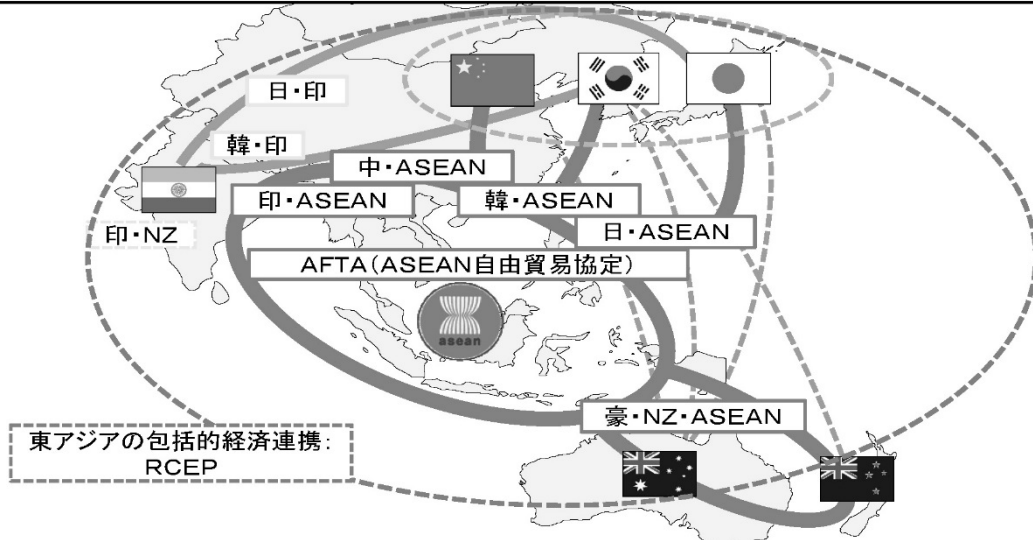 日・印
韓・印
中・ASEAN
印・ASEAN
韓・ASEAN
印・NZ
日・ASEAN
AFTA(ASEAN自由貿易協定)
asean
豪・NZ・ASEAN
東アジアの包括的経済連携:
RCEP